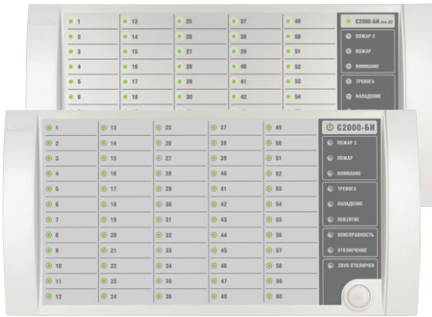 1 13 25 37 49 С2000-БИ исп.02
2 14 26 38 50 ПОЖАР 2
3 15 27 39 51 ПОЖАР
4 16 28 40 52 ВНИМАНИЕ
5 17 29 41 53 ТРЕВОГА
6 18 30 42 54 НАПАДЕНИЕ
1 13 25 37 49 С2000-БИ
2 14 26 38 50 ПОЖАР 2
3 15 27 39 51 ПОЖАР
4 16 28 40 52 ВНИМАНИЕ
5 17 29 41 53 ТРЕВОГА
6 18 30 42 54 НАПАДЕНИЕ
7 19 31 43 55 НЕВЗЯТИЕ
8 20 32 44 56 НЕИСПРАВНОСТЬ
9 21 33 45 57 ОТКЛЮЧЕНИЕ
10 22 34 46 58 ЗВУК ОТКЛЮЧЕН
11 23 35 47 59
12 24 36 48 60